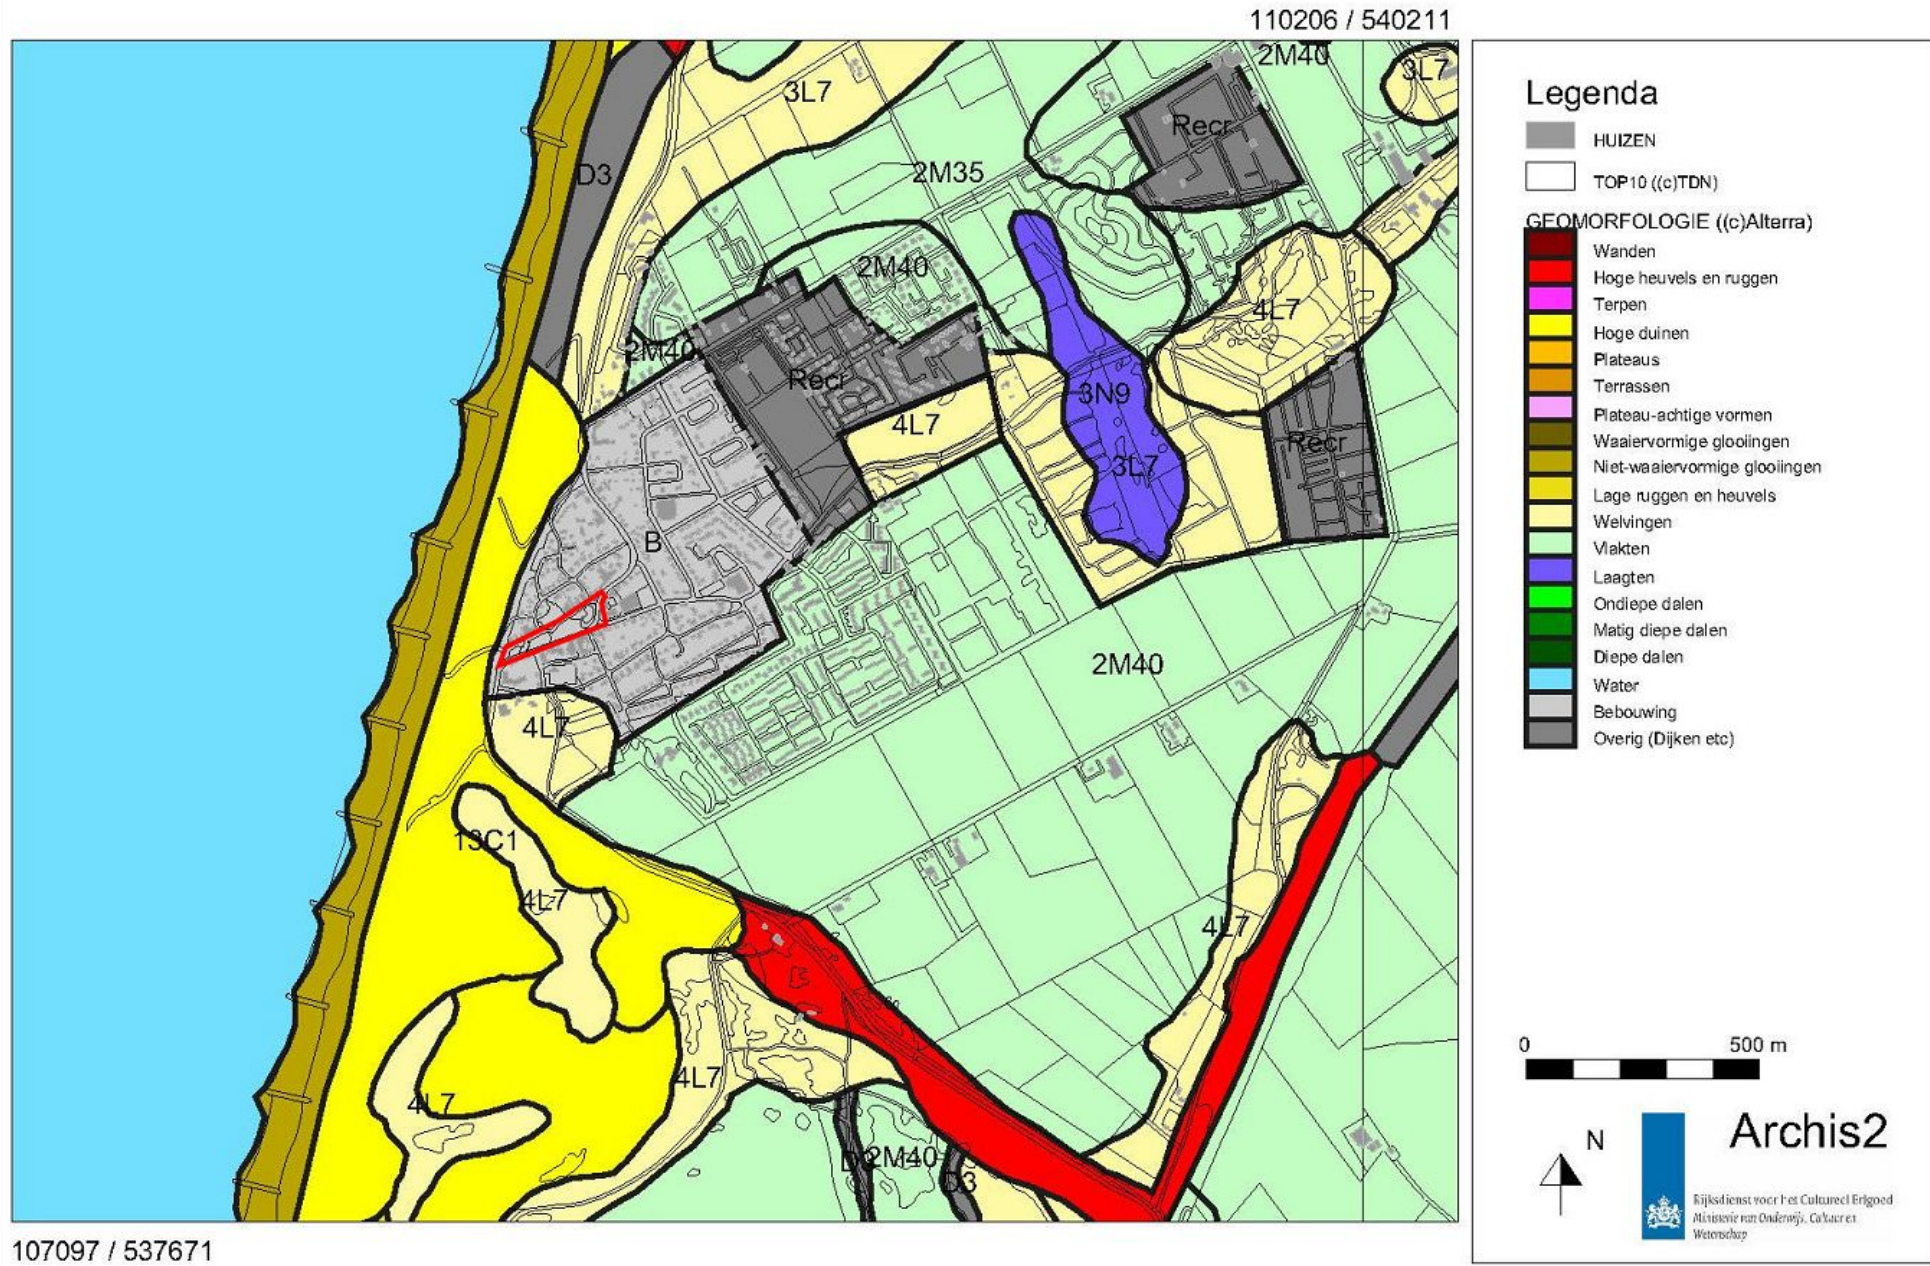 110206 / 540211
2M40
3L7
3L7
Recr
D3
2M35
2M40
4L7
2M40
Recr
3N9
4L7
Recr
3L7
B
2M40
4L7
13C1
4L7
4L7
4L7
4L7
2M40
D3
107097 / 537671
Legenda
HUIZEN
TOP10 ((c)TDN)
GEOMORFOLOGIE ((c)Alterra)
Wanden
Hoge heuvels en ruggen
Terpen
Hoge duinen
Plateaus
Terrassen
Plateau-achtige vormen
Waaiervormige glooiingen
Niet-waaiervormige glooiingen
Lage ruggen en heuvels
Welvingen
Vlakten
Laagten
Ondiepe dalen
Matig diepe dalen
Diepe dalen
Water
Bebouwing
Overig (Dijken etc)
0 500 m
N
Archis2
Rijksdienst voor het Cultureel Erfgoed
Ministerie van Onderwijs, Cultuur en
Wetenschap